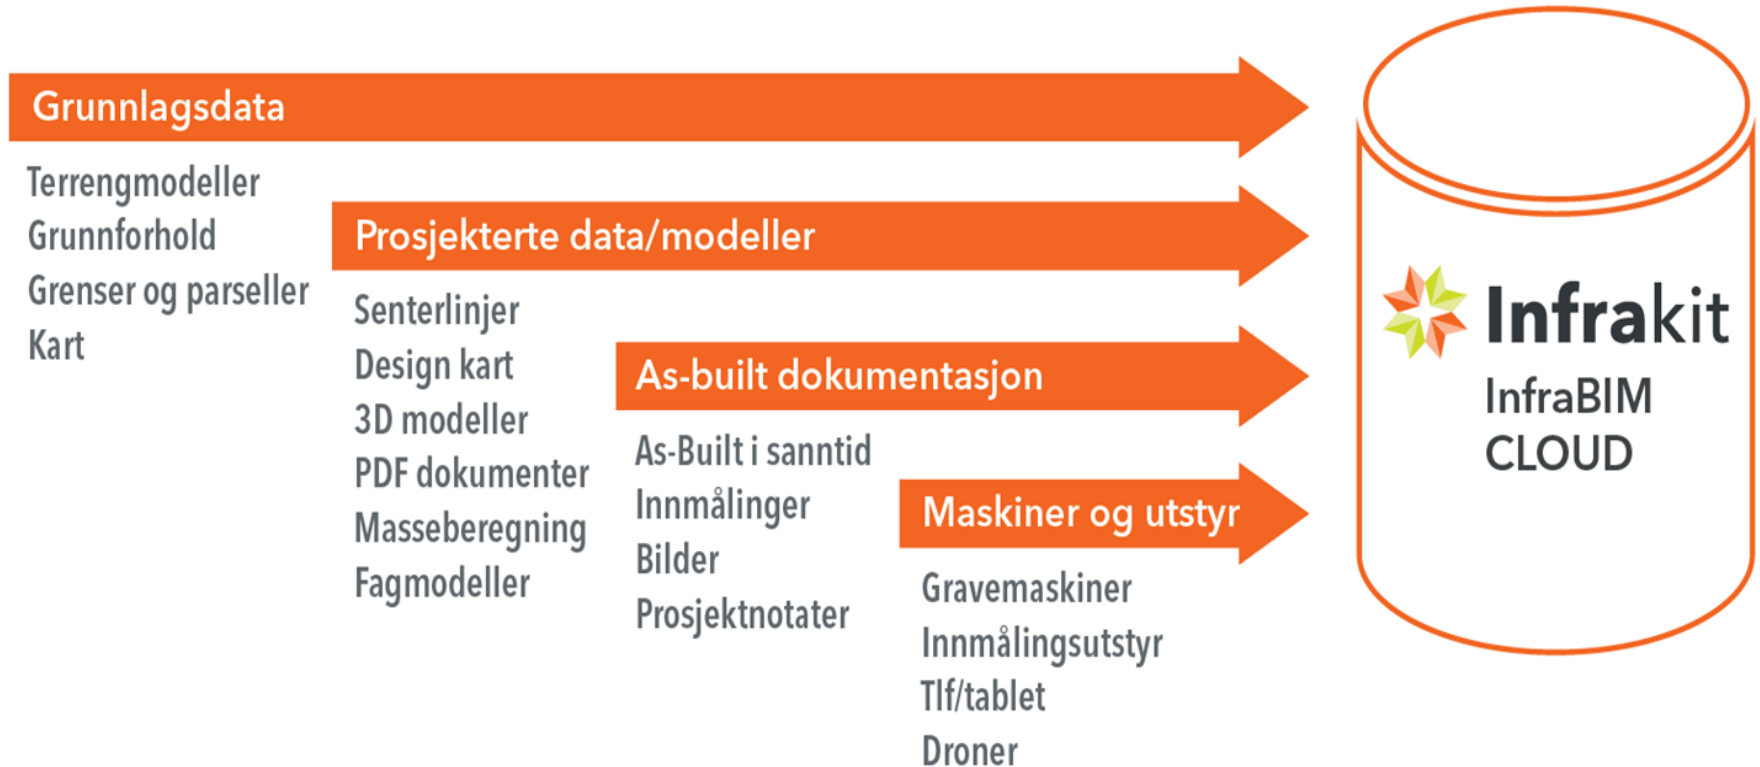 Grunnlagsdata
Terrengmodeller
Grunnforhold
Grenser og parseller
Kart
Prosjekterte data/modeller
Senterlinjer
Design kart
3D modeller
PDF dokumenter
Masseberegning
Fagmodeller
As-built dokumentasjon
As-Built i sanntid
Innmålinger
Bilder
Prosjektnotater
Maskiner og utstyr
Gravemaskiner
Innmålingsutstyr
Tlf/tablet
Droner
Infrakit
InfraBIM
CLOUD